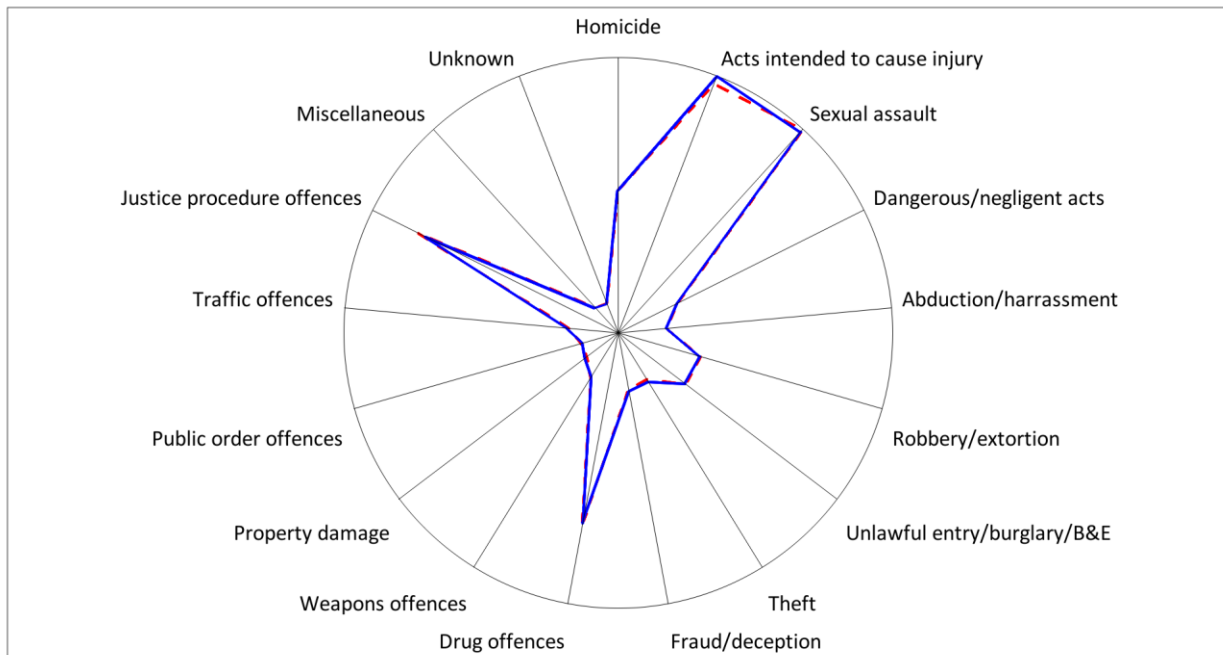 Homicide
Acts intended to cause injury
Sexual assault
Dangerous/negligent acts
Abduction/harrassment
Robbery/extortion
Unlawful entry/burglary/B&E
Theft
Fraud/deception
Drug offences
Weapons offences
Property damage
Public order offences
Traffic offences
Justice procedure offences
Miscellaneous
Unknown